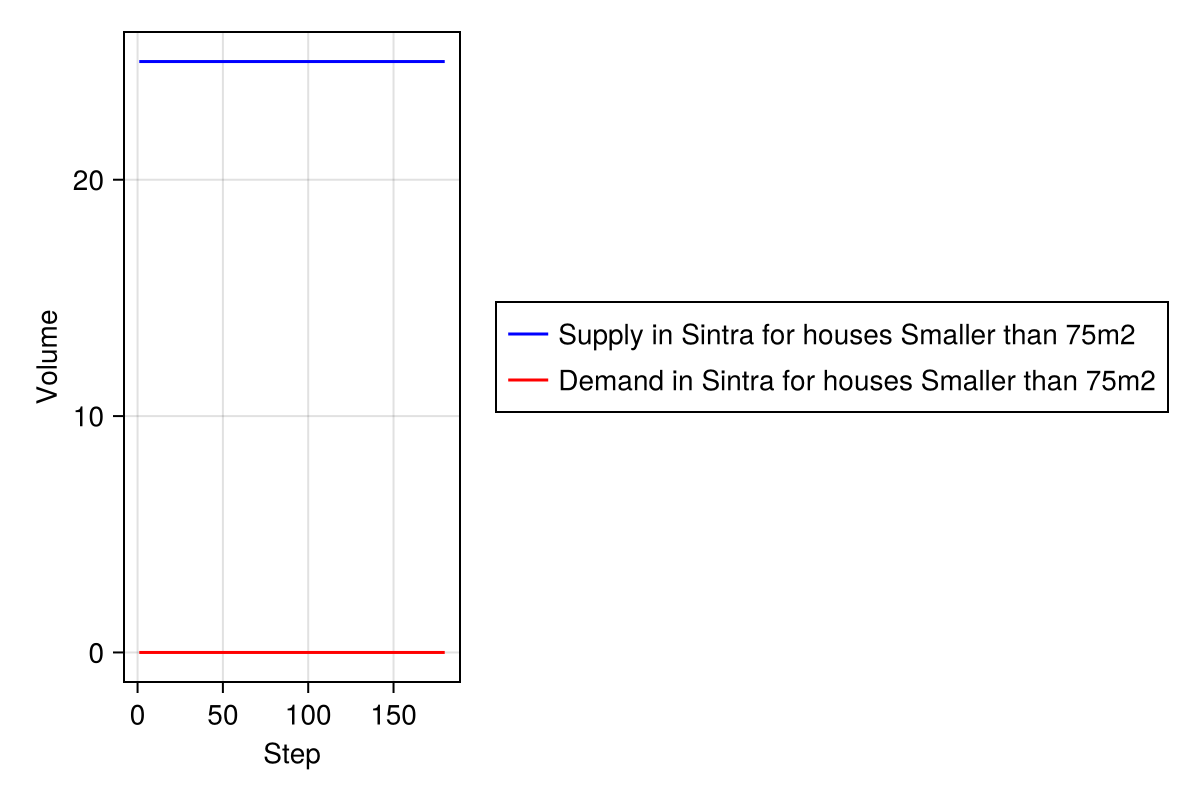 20
10
0
Volume
0 50 100 150
Step
Supply in Sintra for houses Smaller than 75m2
Demand in Sintra for houses Smaller than 75m2